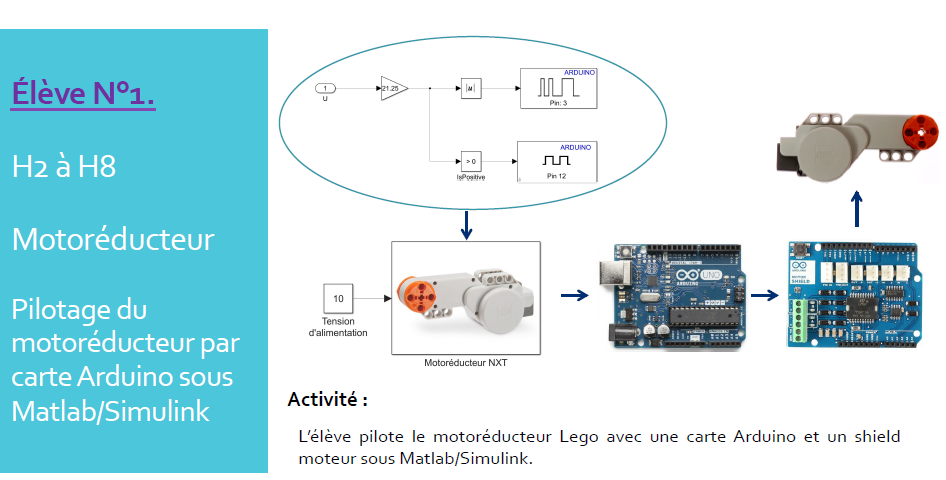 Élève N°1.
H2 à H8
Motoréducteur
Pilotage du
motoréducteur par
carte Arduino sous
Matlab/Simulink
1
U
21.25
|u|
ARDUINO
Pin: 3
> 0
IsPositive
ARDUINO
Pin 12
10
Tension
d'alimentation
Motoréducteur NXT
UNO
ARDUINO
ARDUINO
MOTOR
SHIELD
Activité :
L'élève pilote le motoréducteur Lego avec une carte Arduino et un shield
moteur sous Matlab/Simulink.